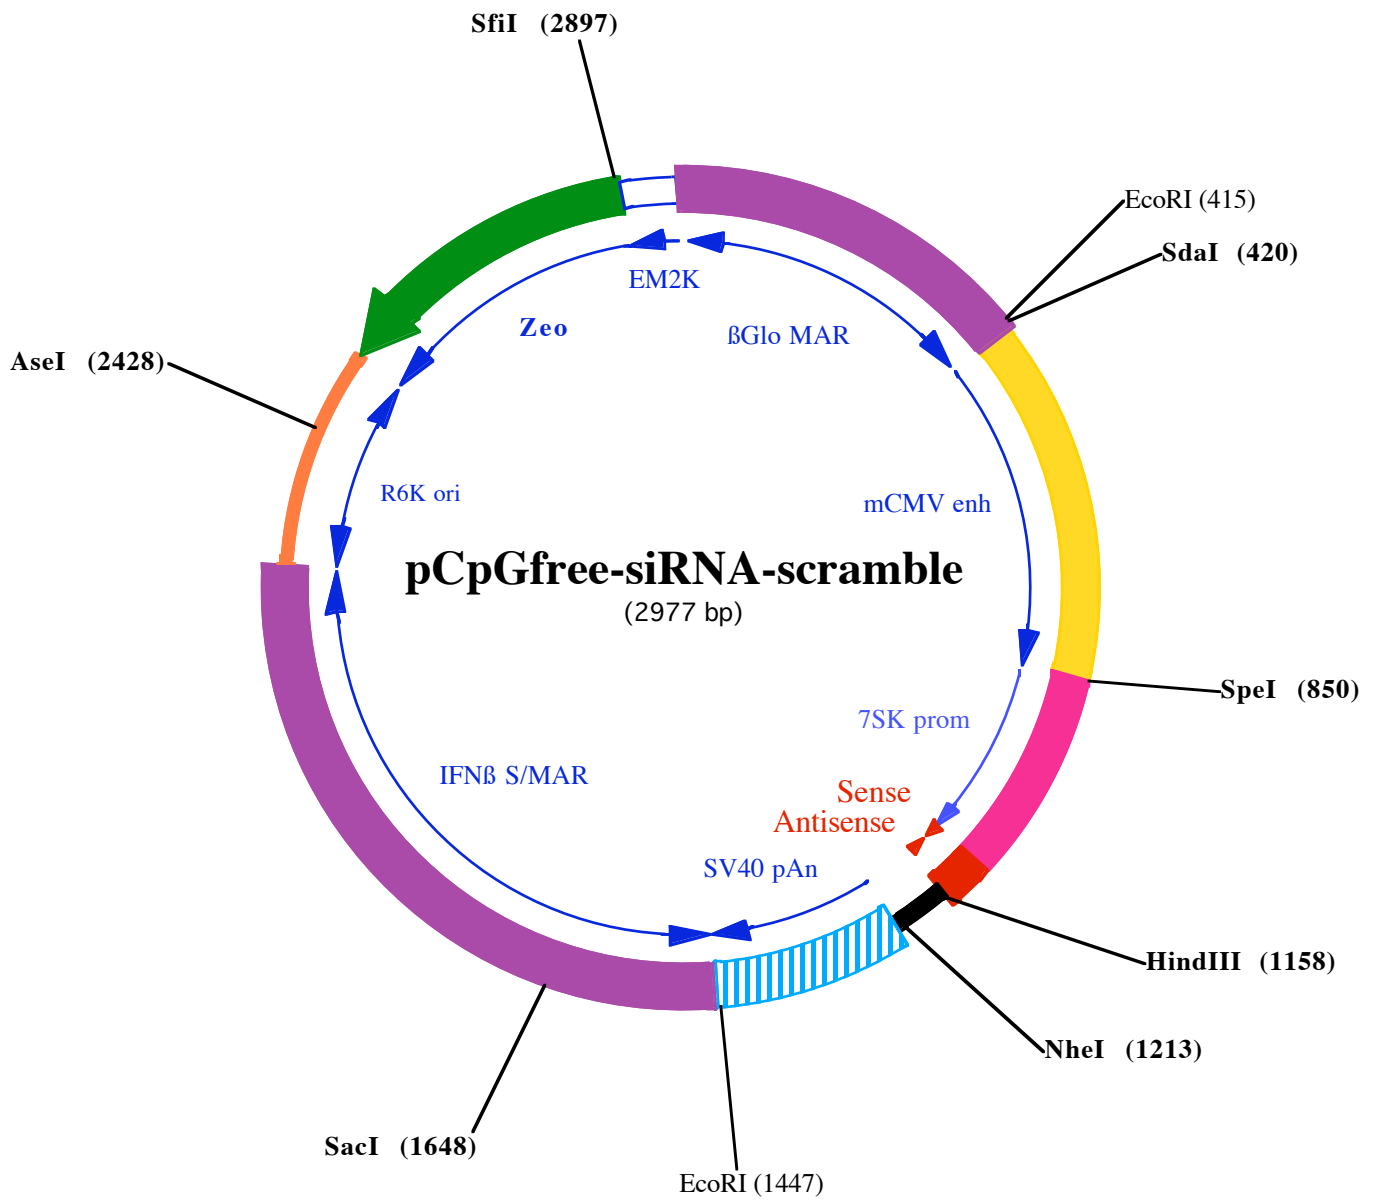 SfiI (2897)
EcoRI (415)
SdaI (420)
EM2K
Zeo
ßGlo MAR
AseI (2428)
R6K ori
mCMV enh
pCpGfree-siRNA-scramble
(2977 bp)
SpeI (850)
7SK prom
IFNß S/MAR
Sense
Antisense
SV40 pAn
HindIII (1158)
NheI (1213)
SacI (1648)
EcoRI (1447)